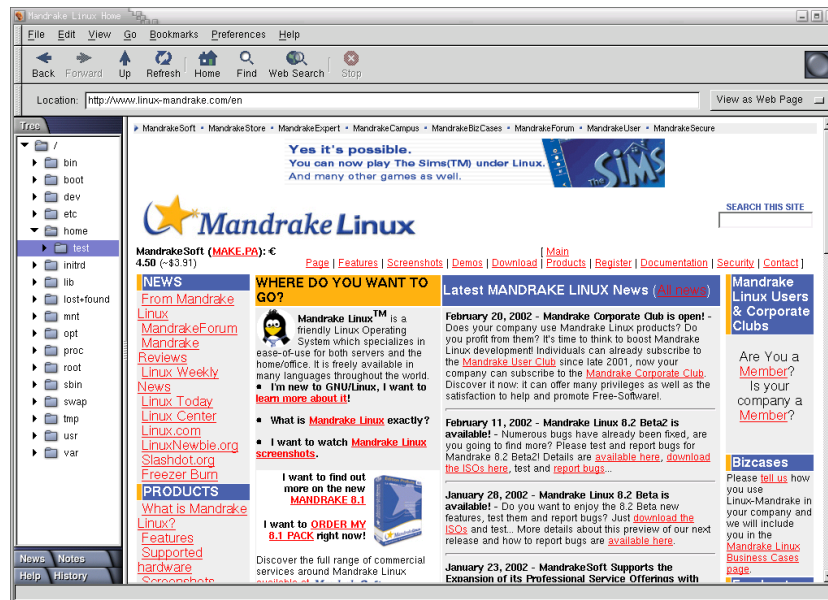 Mandrake Linux Home
File Edit View Go Bookmarks Preferences Help
Back Forward Up Refresh Home Find Web Search Stop
Location: http://www.linux-mandrake.com/en
View as Web Page
Tree
/
bin
boot
dev
etc
home
test
initrd
lib
lost+found
mnt
opt
proc
root
sbin
swap
tmp
usr
var
News Notes
Help History
MandrakeSoft • MandrakeStore • MandrakeExpert • MandrakeCampus • MandrakeBizCases • MandrakeForum • MandrakeUser • MandrakeSecure
Yes it's possible.
You can now play The Sims(TM) under Linux.
And many other games as well.
The SIMS
Mandrake Linux
SEARCH THIS SITE
MandrakeSoft (MAKE.PA): €
4.50 (~$3.91)
[ Main
Page | Features | Screenshots | Demos | Download | Products | Register | Documentation | Security | Contact ]
NEWS
From Mandrake
Linux
MandrakeForum
Mandrake
Reviews
Linux Weekly
News
Linux Today
Linux Center
Linux.com
LinuxNewbie.org
Slashdot.org
Freezer Burn
PRODUCTS
What is Mandrake
Linux?
Features
Supported
hardware
Screenshots
WHERE DO YOU WANT TO
GO?
Mandrake Linux™ is a
friendly Linux Operating
System which specializes in
ease-of-use for both servers and the
home/office. It is freely available in
many languages throughout the world.
• I'm new to GNU/Linux, I want to
learn more about it!
• What is Mandrake Linux exactly?
• I want to watch Mandrake Linux
screenshots.
I want to find out
more on the new
MANDRAKE 8.1
I want to ORDER MY
8.1 PACK right now!
Discover the full range of commercial
services around Mandrake Linux
available at
Latest MANDRAKE LINUX News (All news)
February 20, 2002 - Mandrake Corporate Club is open! -
Does your company use Mandrake Linux products? Do
you profit from them? It's time to think to boost Mandrake
Linux development! Individuals can already subscribe to
the Mandrake User Club since late 2001, now your
company can subscribe to the Mandrake Corporate Club.
Discover it now: it can offer many privileges as well as the
satisfaction to help and promote Free-Software!.
February 11, 2002 - Mandrake Linux 8.2 Beta2 is
available! - Numerous bugs have already been fixed, are
you going to find more? Please test and report bugs for
Mandrake 8.2 Beta2! Details are available here, download
the ISOs here, test and report bugs...
January 28, 2002 - Mandrake Linux 8.2 Beta is
available! - Do you want to enjoy the 8.2 Beta new
features, test them and report bugs? Just download the
ISOs and test... More details about this preview of our next
release and how to report bugs are available here.
January 23, 2002 - MandrakeSoft Supports the
Expansion of its Professional Service Offerings with
Mandrake
Linux Users
& Corporate
Clubs
Are You a
Member?
Is your
company a
Member?
Bizcases
Please tell us how
you use
Linux-Mandrake in
your company and
we will include
you in the
Mandrake Linux
Business Cases
page.